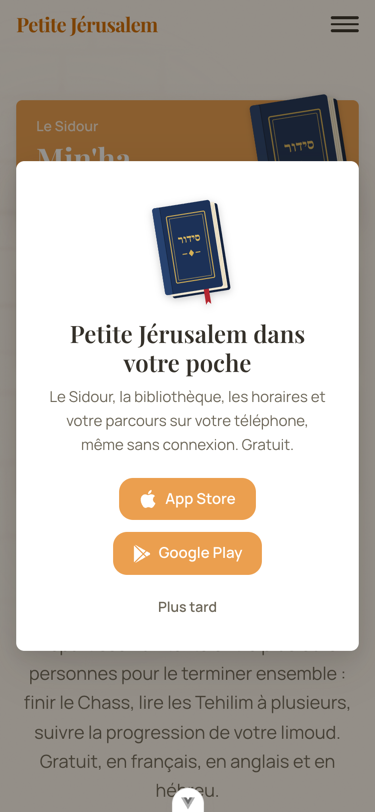 Petite Jérusalem
Le Sidour
Min'ha
סידור
סידור
Petite Jérusalem dans
votre poche
Le Sidour, la bibliothèque, les horaires et
votre parcours sur votre téléphone,
même sans connexion. Gratuit.
App Store
Google Play
Plus tard
personnes pour le terminer ensemble :
finir le Chass, lire les Tehilim à plusieurs,
suivre la progression de votre limoud.
Gratuit, en français, en anglais et en
hébreu.